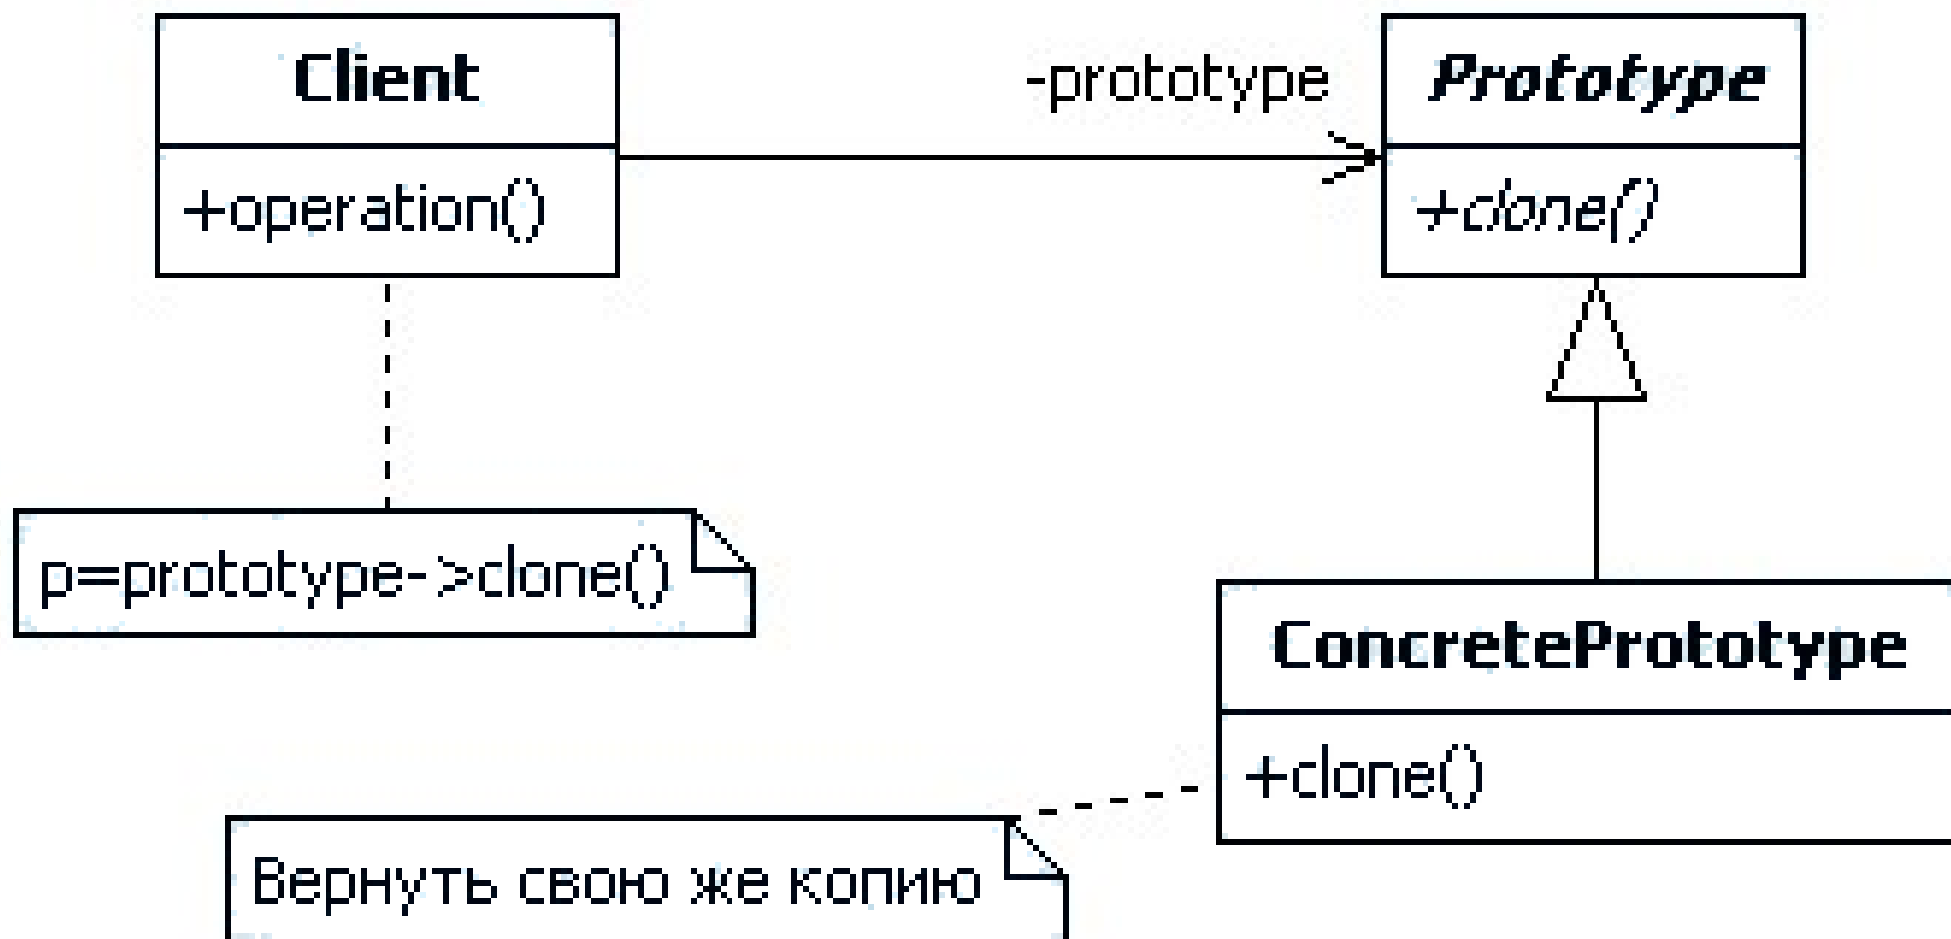 Client
+operation()
-prototype
Prototype
+clone()
p=prototype->clone()
ConcretePrototype
+clone()
Вернуть свою же копию